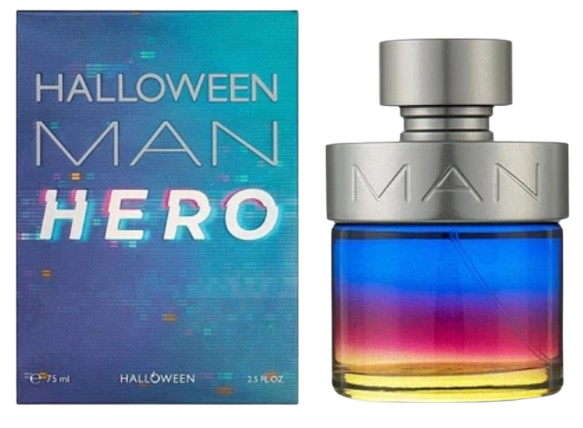 HALLOWEEN
MAN
HERO
℮ 75 ml
HALLOWEEN
2.5 FL.OZ
MAN